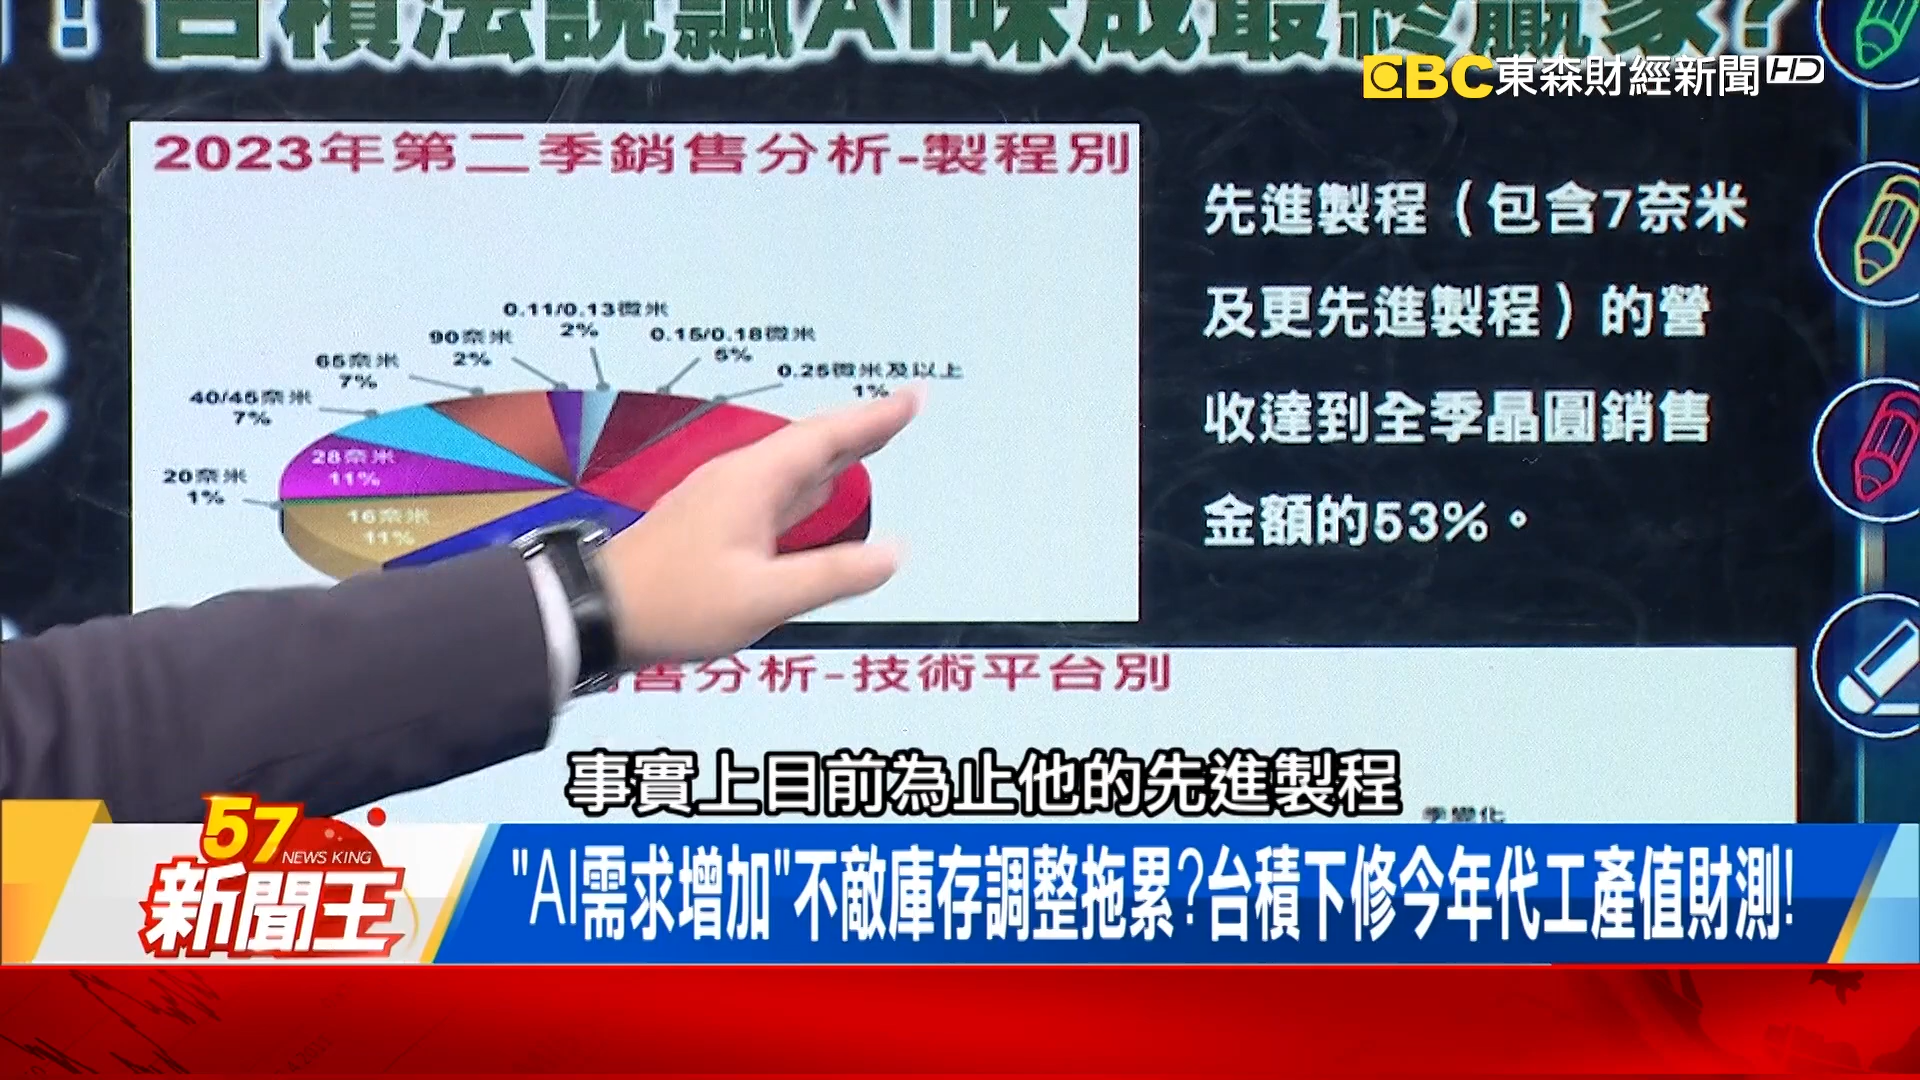 ！台積法說飄AI味成最終贏家？
EBC東森財經新聞HD
2023年第二季銷售分析-製程別
0.11/0.13微米
2%
90奈米
2%
0.15/0.18微米
5%
65奈米
7%
0.25微米及以上
1%
40/45奈米
7%
28奈米
11%
20奈米
1%
16奈米
11%
先進製程（包含7奈米
及更先進製程）的營
收達到全季晶圓銷售
金額的53%。
售分析-技術平台別
季變化
事實上目前為止他的先進製程
57
NEWS KING
新聞王
"AI需求增加"不敵庫存調整拖累?台積下修今年代工產值財測!